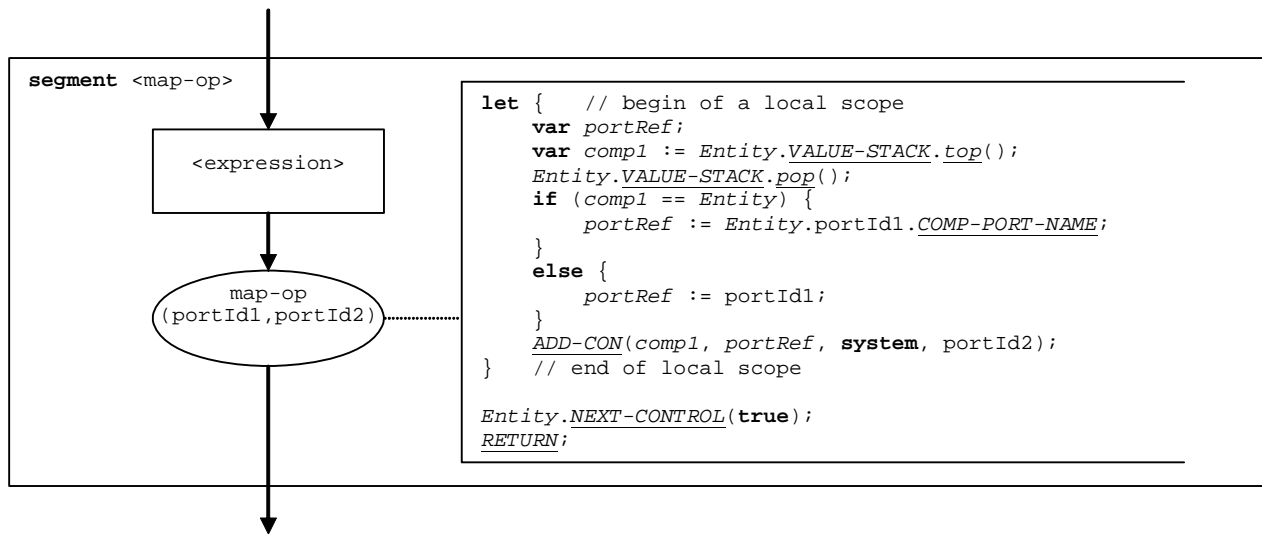 segment <map-op>
<expression>
map-op
(portId1,portId2)
let {   // begin of a local scope
    var portRef;
    var comp1 := Entity.VALUE-STACK.top();
    Entity.VALUE-STACK.pop();
    if (comp1 == Entity) {
        portRef := Entity.portId1.COMP-PORT-NAME;
    }
    else {
        portRef := portId1;
    }
    ADD-CON(comp1, portRef, system, portId2);
}   // end of local scope
Entity.NEXT-CONTROL(true);
RETURN;